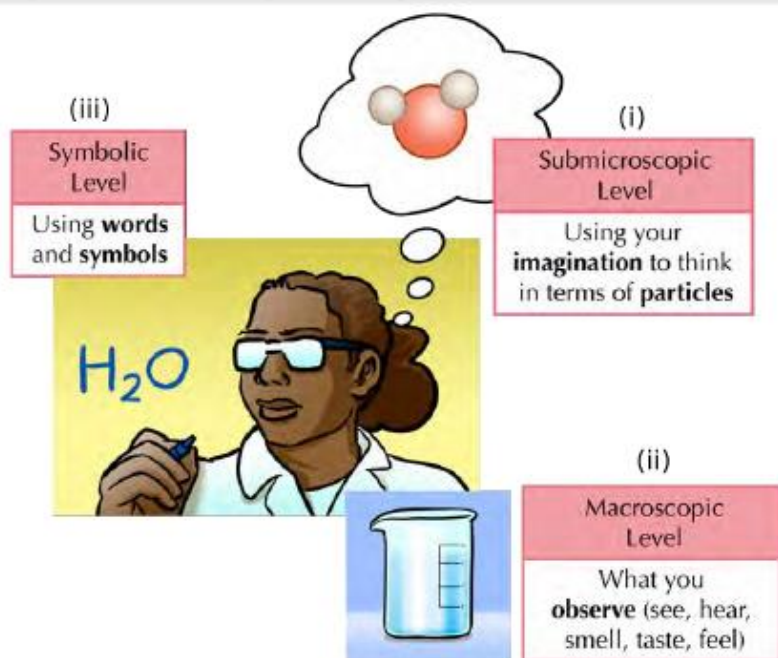 (iii)
Symbolic
Level
Using words
and symbols
(i)
Submicroscopic
Level
Using your
imagination to think
in terms of particles
H₂O
(ii)
Macroscopic
Level
What you
observe (see, hear,
smell, taste, feel)